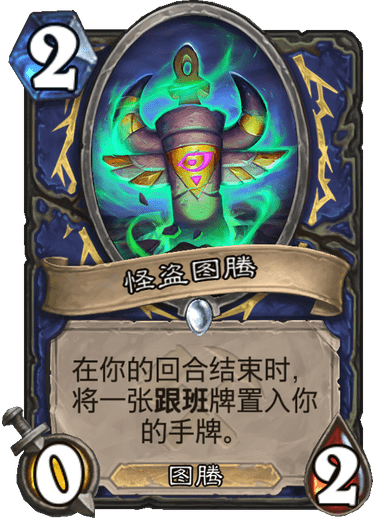 2
怪盗图腾
在你的回合结束时，
将一张跟班牌置入你
的手牌。
图腾
0
2